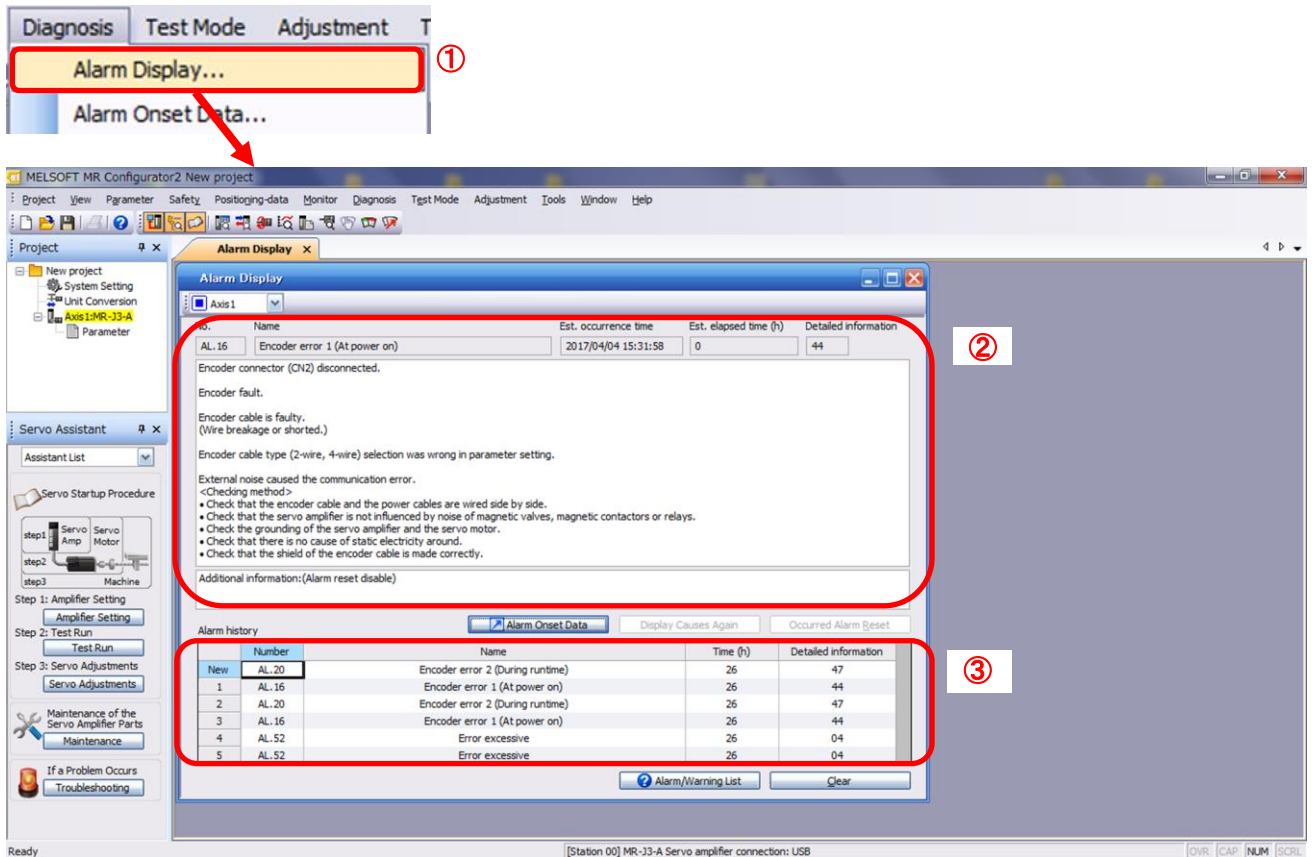 Diagnosis Test Mode Adjustment T
Alarm Display...
①
Alarm Onset Data...
MELSOFT MR Configurator2 New project
Project View Parameter Safety Positioning-data Monitor Diagnosis Test Mode Adjustment Tools Window Help
Project
Alarm Display
New project
System Setting
Unit Conversion
Axis1:MR-J3-A
Parameter
Servo Assistant
Assistant List
Servo Startup Procedure
step1
Servo Amp
Servo Motor
step2
step3
Machine
Step 1: Amplifier Setting
Amplifier Setting
Step 2: Test Run
Test Run
Step 3: Servo Adjustments
Servo Adjustments
Maintenance of the
Servo Amplifier Parts
Maintenance
If a Problem Occurs
Troubleshooting
Alarm Display
Axis1
No. Name Est. occurrence time Est. elapsed time (h) Detailed information
AL.16 Encoder error 1 (At power on) 2017/04/04 15:31:58 0 44
②
Encoder connector (CN2) disconnected.
Encoder fault.
Encoder cable is faulty.
(Wire breakage or shorted.)
Encoder cable type (2-wire, 4-wire) selection was wrong in parameter setting.
External noise caused the communication error.
<Checking method>
• Check that the encoder cable and the power cables are wired side by side.
• Check that the servo amplifier is not influenced by noise of magnetic valves, magnetic contactors or relays.
• Check the grounding of the servo amplifier and the servo motor.
• Check that there is no cause of static electricity around.
• Check that the shield of the encoder cable is made correctly.
Additional information:(Alarm reset disable)
Alarm Onset Data Display Causes Again Occurred Alarm Reset
Alarm history
Number Name Time (h) Detailed information
New AL.20 Encoder error 2 (During runtime) 26 47
1 AL.16 Encoder error 1 (At power on) 26 44
2 AL.20 Encoder error 2 (During runtime) 26 47
3 AL.16 Encoder error 1 (At power on) 26 44
4 AL.52 Error excessive 26 04
5 AL.52 Error excessive 26 04
③
Alarm/Warning List Clear
Ready [Station 00] MR-J3-A Servo amplifier connection: USB OVR CAP NUM SCRL